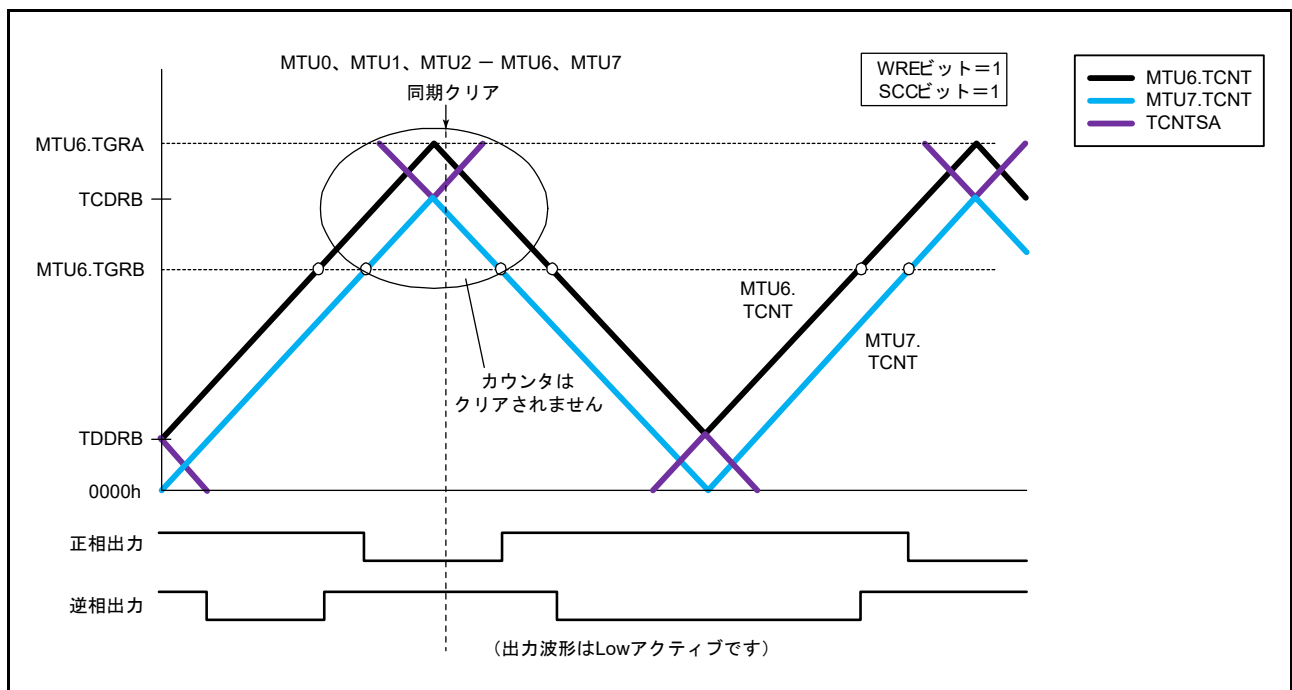 MTU0、MTU1、MTU2 － MTU6、MTU7
同期クリア
WREビット＝1
SCCビット＝1
MTU6.TCNT
MTU7.TCNT
TCNTSA
MTU6.TGRA
TCDRB
MTU6.TGRB
MTU6.
TCNT
MTU7.
TCNT
カウンタは
クリアされません
TDDRB
0000h
正相出力
逆相出力
（出力波形はLowアクティブです）